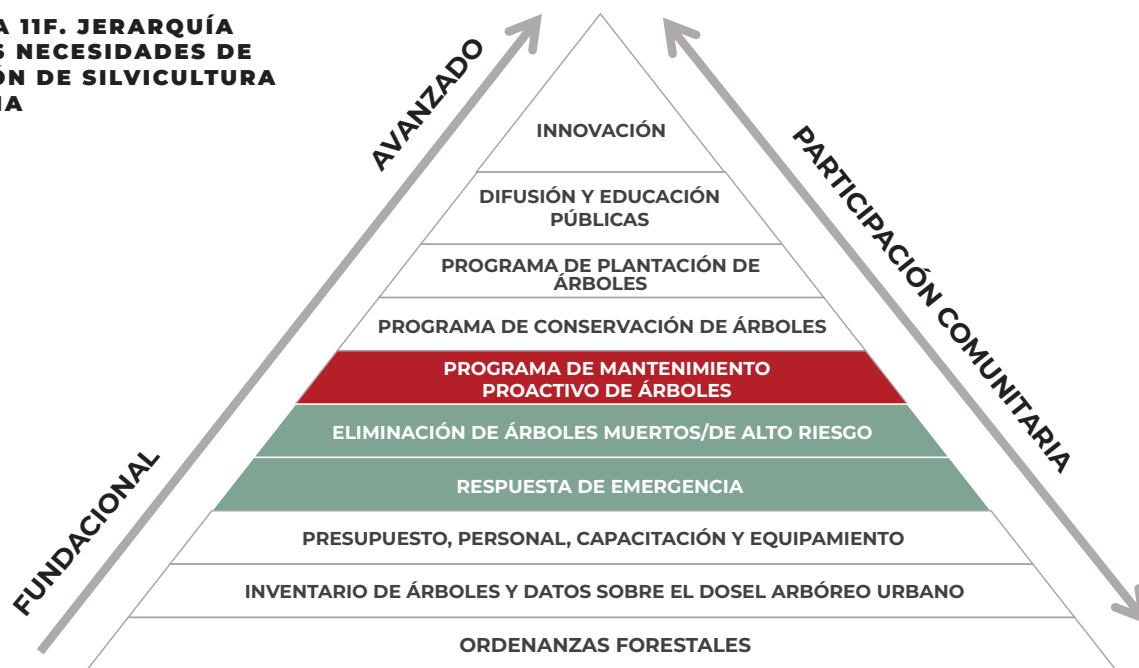 A 11F. JERARQUÍA
S NECESIDADES DE
ÓN DE SILVICULTURA
IA
AVANZADO
FUNDACIONAL
PARTICIPACIÓN COMUNITARIA
INNOVACIÓN
DIFUSIÓN Y EDUCACIÓN
PÚBLICAS
PROGRAMA DE PLANTACIÓN DE
ÁRBOLES
PROGRAMA DE CONSERVACIÓN DE ÁRBOLES
PROGRAMA DE MANTENIMIENTO
PROACTIVO DE ÁRBOLES
ELIMINACIÓN DE ÁRBOLES MUERTOS/DE ALTO RIESGO
RESPUESTA DE EMERGENCIA
PRESUPUESTO, PERSONAL, CAPACITACIÓN Y EQUIPAMIENTO
INVENTARIO DE ÁRBOLES Y DATOS SOBRE EL DOSEL ARBÓREO URBANO
ORDENANZAS FORESTALES